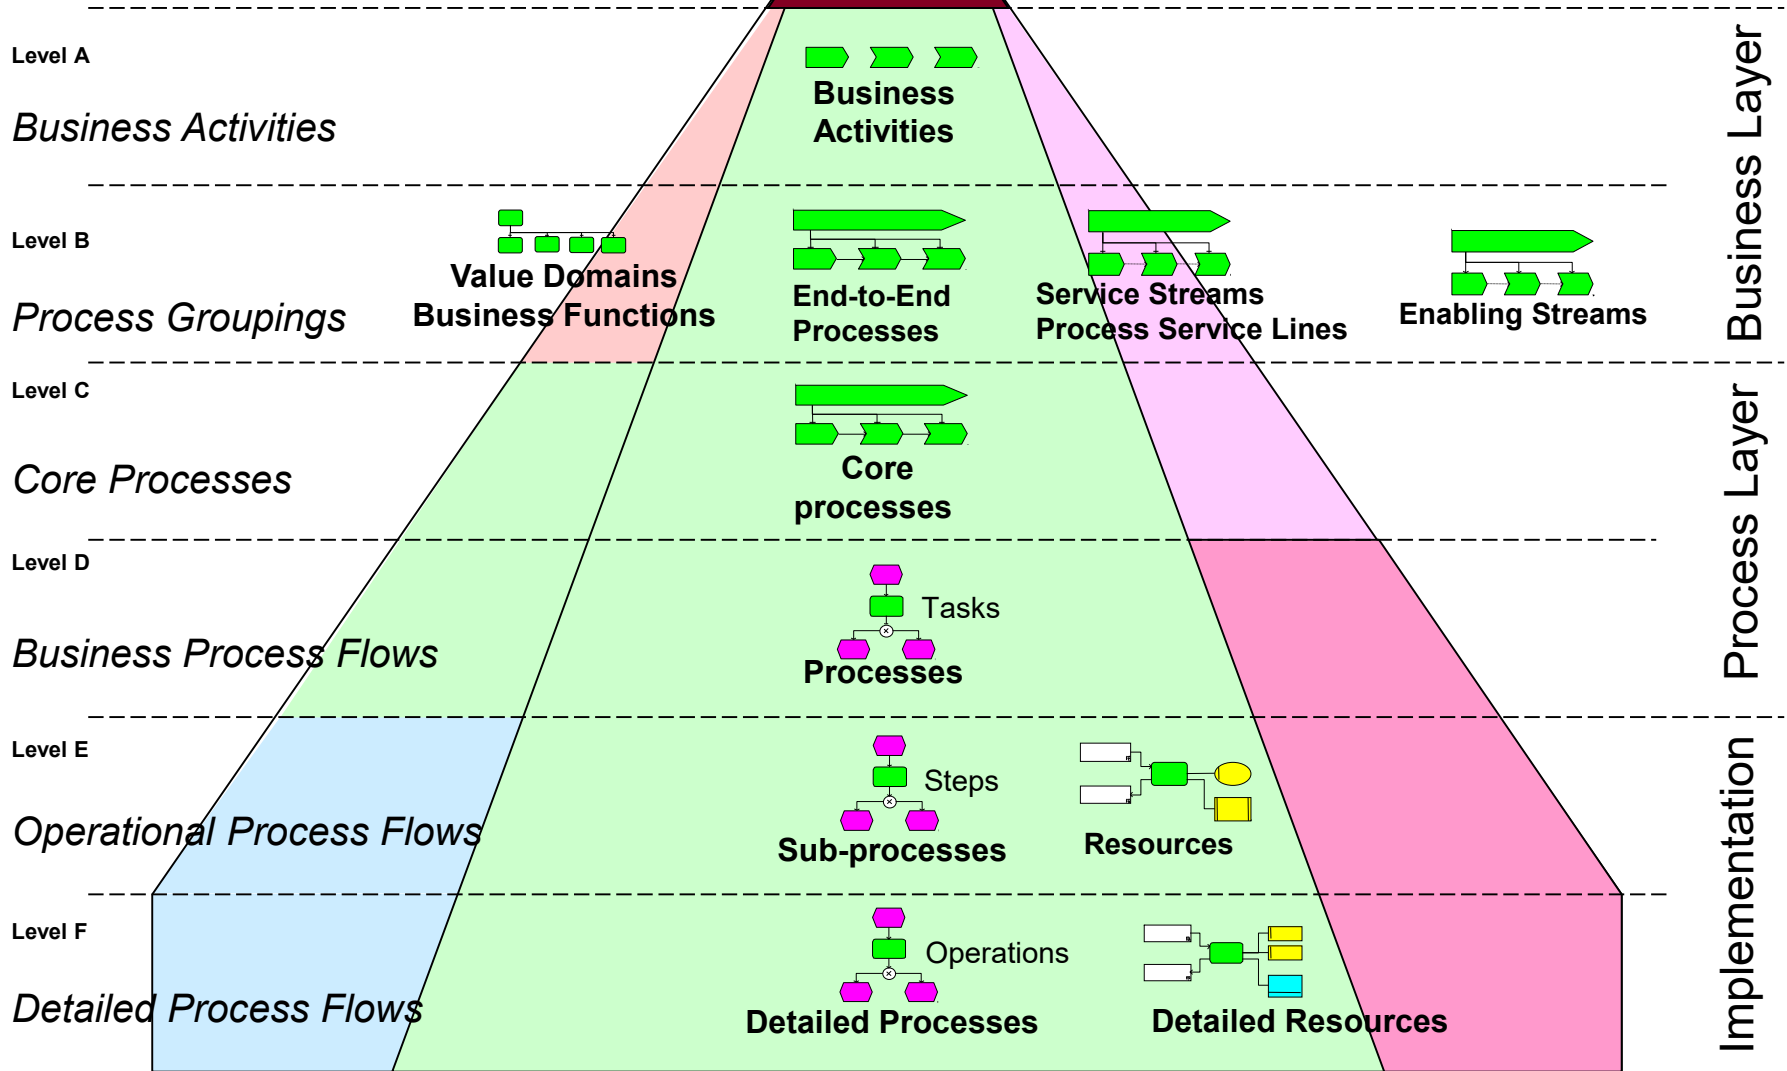 Level A
Business Activities
Business
Activities
Business Layer
Level B
Process Groupings
Value Domains
Business Functions
End-to-End
Processes
Service Streams
Process Service Lines
Enabling Streams
Level C
Core Processes
Core
processes
Process Layer
Level D
Business Process Flows
Tasks
Processes
Level E
Operational Process Flows
Steps
Sub-processes
Resources
Implementation
Level F
Detailed Process Flows
Operations
Detailed Processes
Detailed Resources